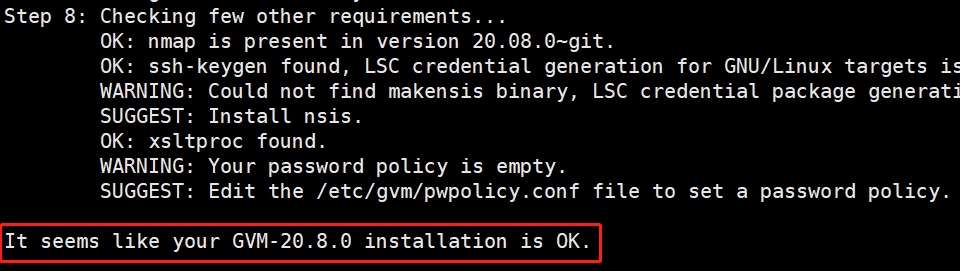 Step 8: Checking few other requirements...
OK: nmap is present in version 20.08.0~git.
OK: ssh-keygen found, LSC credential generation for GNU/Linux targets is
WARNING: Could not find makensis binary, LSC credential package generati
SUGGEST: Install nsis.
OK: xsltproc found.
WARNING: Your password policy is empty.
SUGGEST: Edit the /etc/gvm/pwpolicy.conf file to set a password policy.
It seems like your GVM-20.8.0 installation is OK.